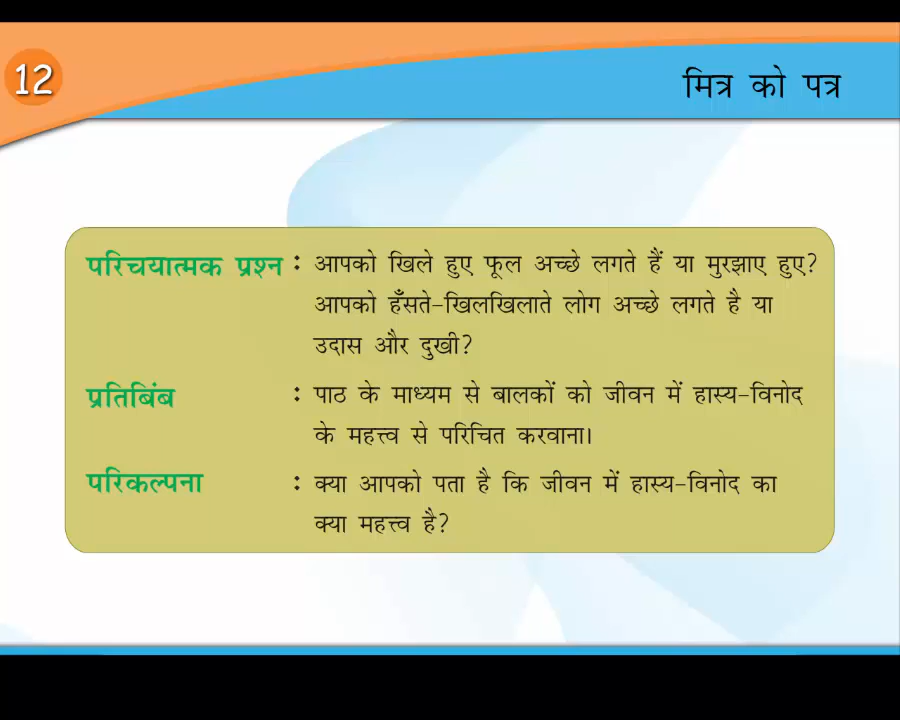 12
मित्र को पत्र
परिचयात्मक प्रश्न : आपको खिले हुए फूल अच्छे लगते हैं या मुरझाए हुए?
आपको हँसते-खिलखिलाते लोग अच्छे लगते है या
उदास और दुखी?
प्रतिबिंब : पाठ के माध्यम से बालकों को जीवन में हास्य-विनोद
के महत्त्व से परिचित करवाना।
परिकल्पना : क्या आपको पता है कि जीवन में हास्य-विनोद का
क्या महत्त्व है?